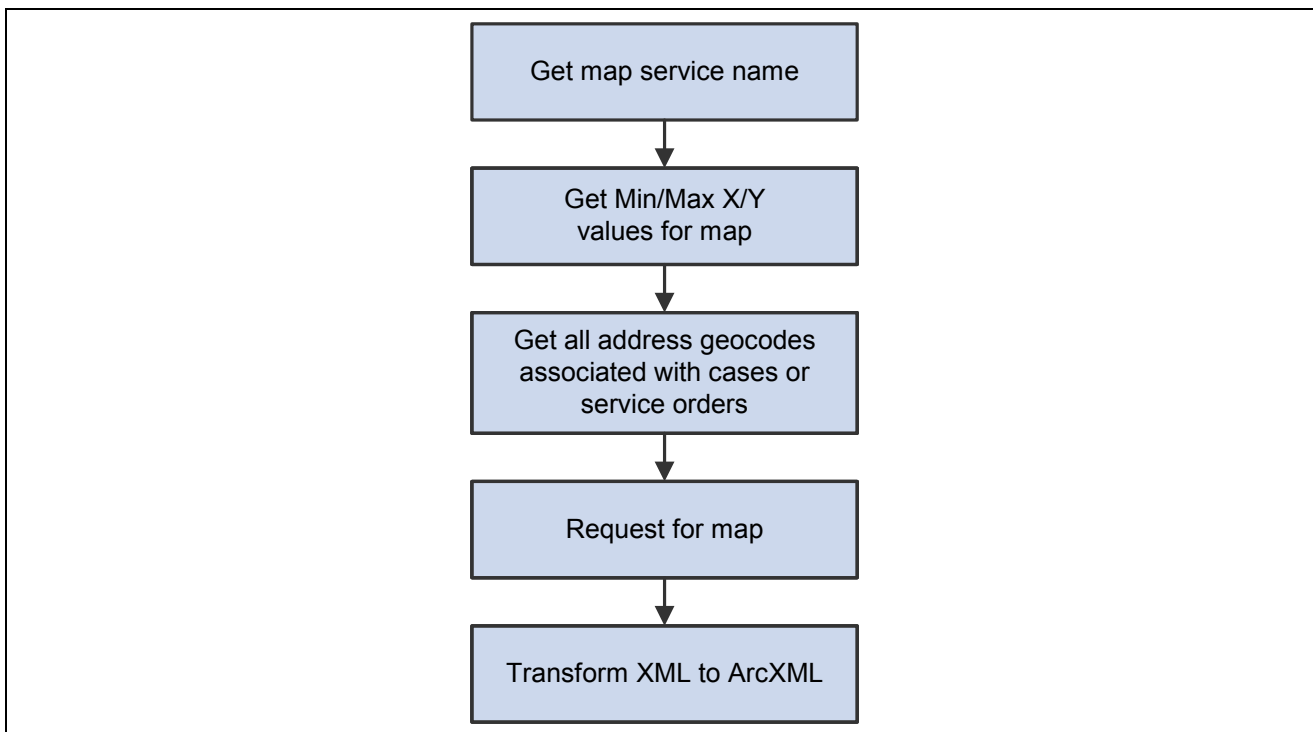 Get map service name
Get Min/Max X/Y
values for map
Get all address geocodes
associated with cases or
service orders
Request for map
Transform XML to ArcXML